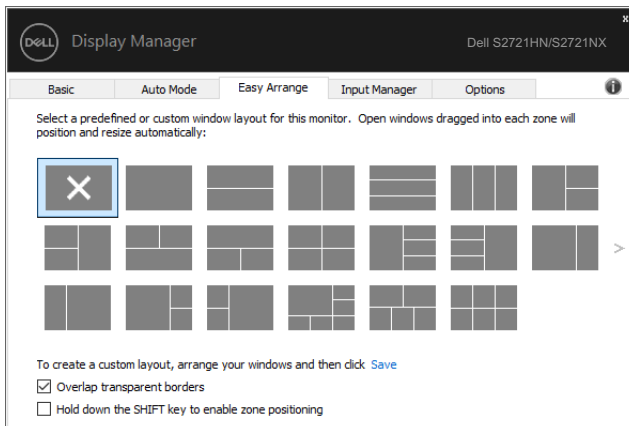 x
DELL Display Manager Dell S2721HN/S2721NX
Basic Auto Mode Easy Arrange Input Manager Options i
Select a predefined or custom window layout for this monitor. Open windows dragged into each zone will
position and resize automatically:
>
To create a custom layout, arrange your windows and then click Save
Overlap transparent borders
Hold down the SHIFT key to enable zone positioning